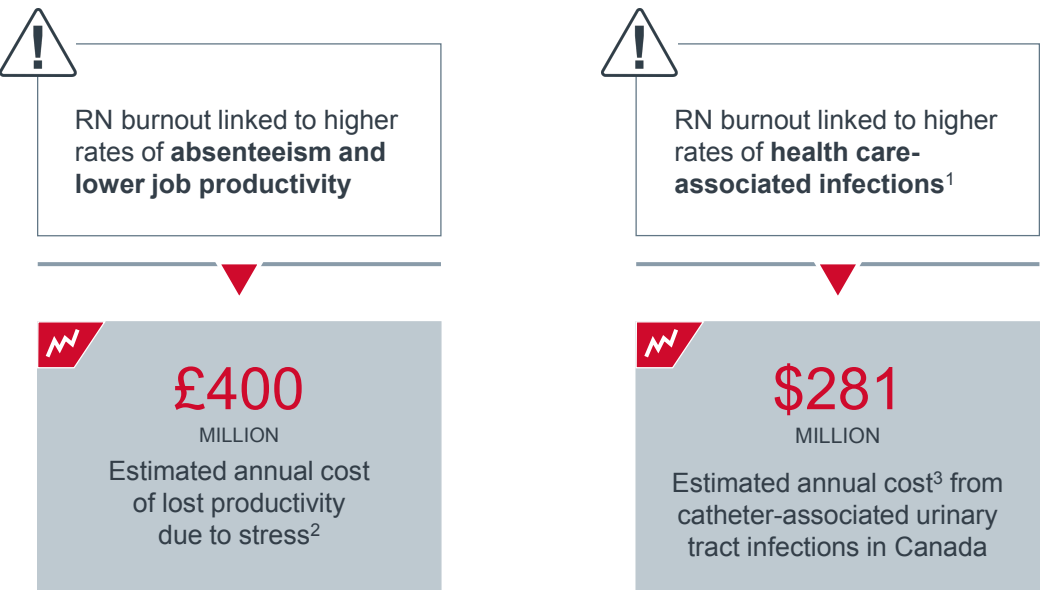 RN burnout linked to higher
rates of absenteeism and
lower job productivity
£400
MILLION
Estimated annual cost
of lost productivity
due to stress2
RN burnout linked to higher
rates of health care-
associated infections1
$281
MILLION
Estimated annual cost3 from
catheter-associated urinary
tract infections in Canada